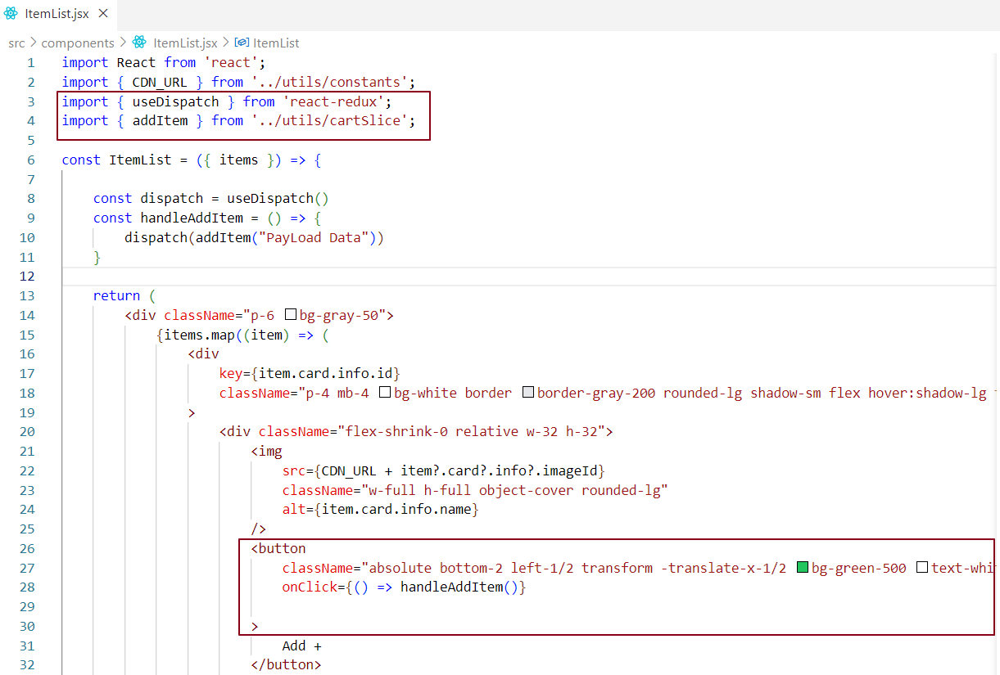 ItemList.jsx
src > components > ItemList.jsx > ItemList
1 import React from 'react';
2 import { CDN_URL } from '../utils/constants';
3 import { useDispatch } from 'react-redux';
4 import { addItem } from '../utils/cartSlice';
5
6 const ItemList = ({ items }) => {
7
8 const dispatch = useDispatch()
9 const handleAddItem = () => {
10 dispatch(addItem("PayLoad Data"))
11 }
12
13 return (
14 <div className="p-6 bg-gray-50">
15 {items.map((item) => (
16 <div
17 key={item.card.info.id}
18 className="p-4 mb-4 bg-white border border-gray-200 rounded-lg shadow-sm flex hover:shadow-lg
19 >
20 <div className="flex-shrink-0 relative w-32 h-32">
21 <img
22 src={CDN_URL + item?.card?.info?.imageId}
23 className="w-full h-full object-cover rounded-lg"
24 alt={item.card.info.name}
25 />
26 <button
27 className="absolute bottom-2 left-1/2 transform -translate-x-1/2 bg-green-500 text-whi
28 onClick={() => handleAddItem()}
29
30 >
31 Add +
32 </button>